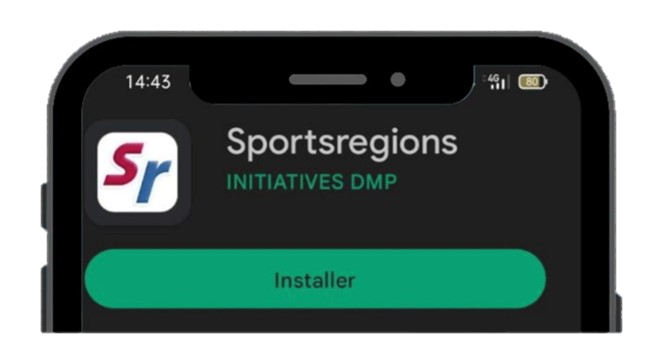 14:43
4G 80
Sr
Sportsregions
INITIATIVES DMP
Installer